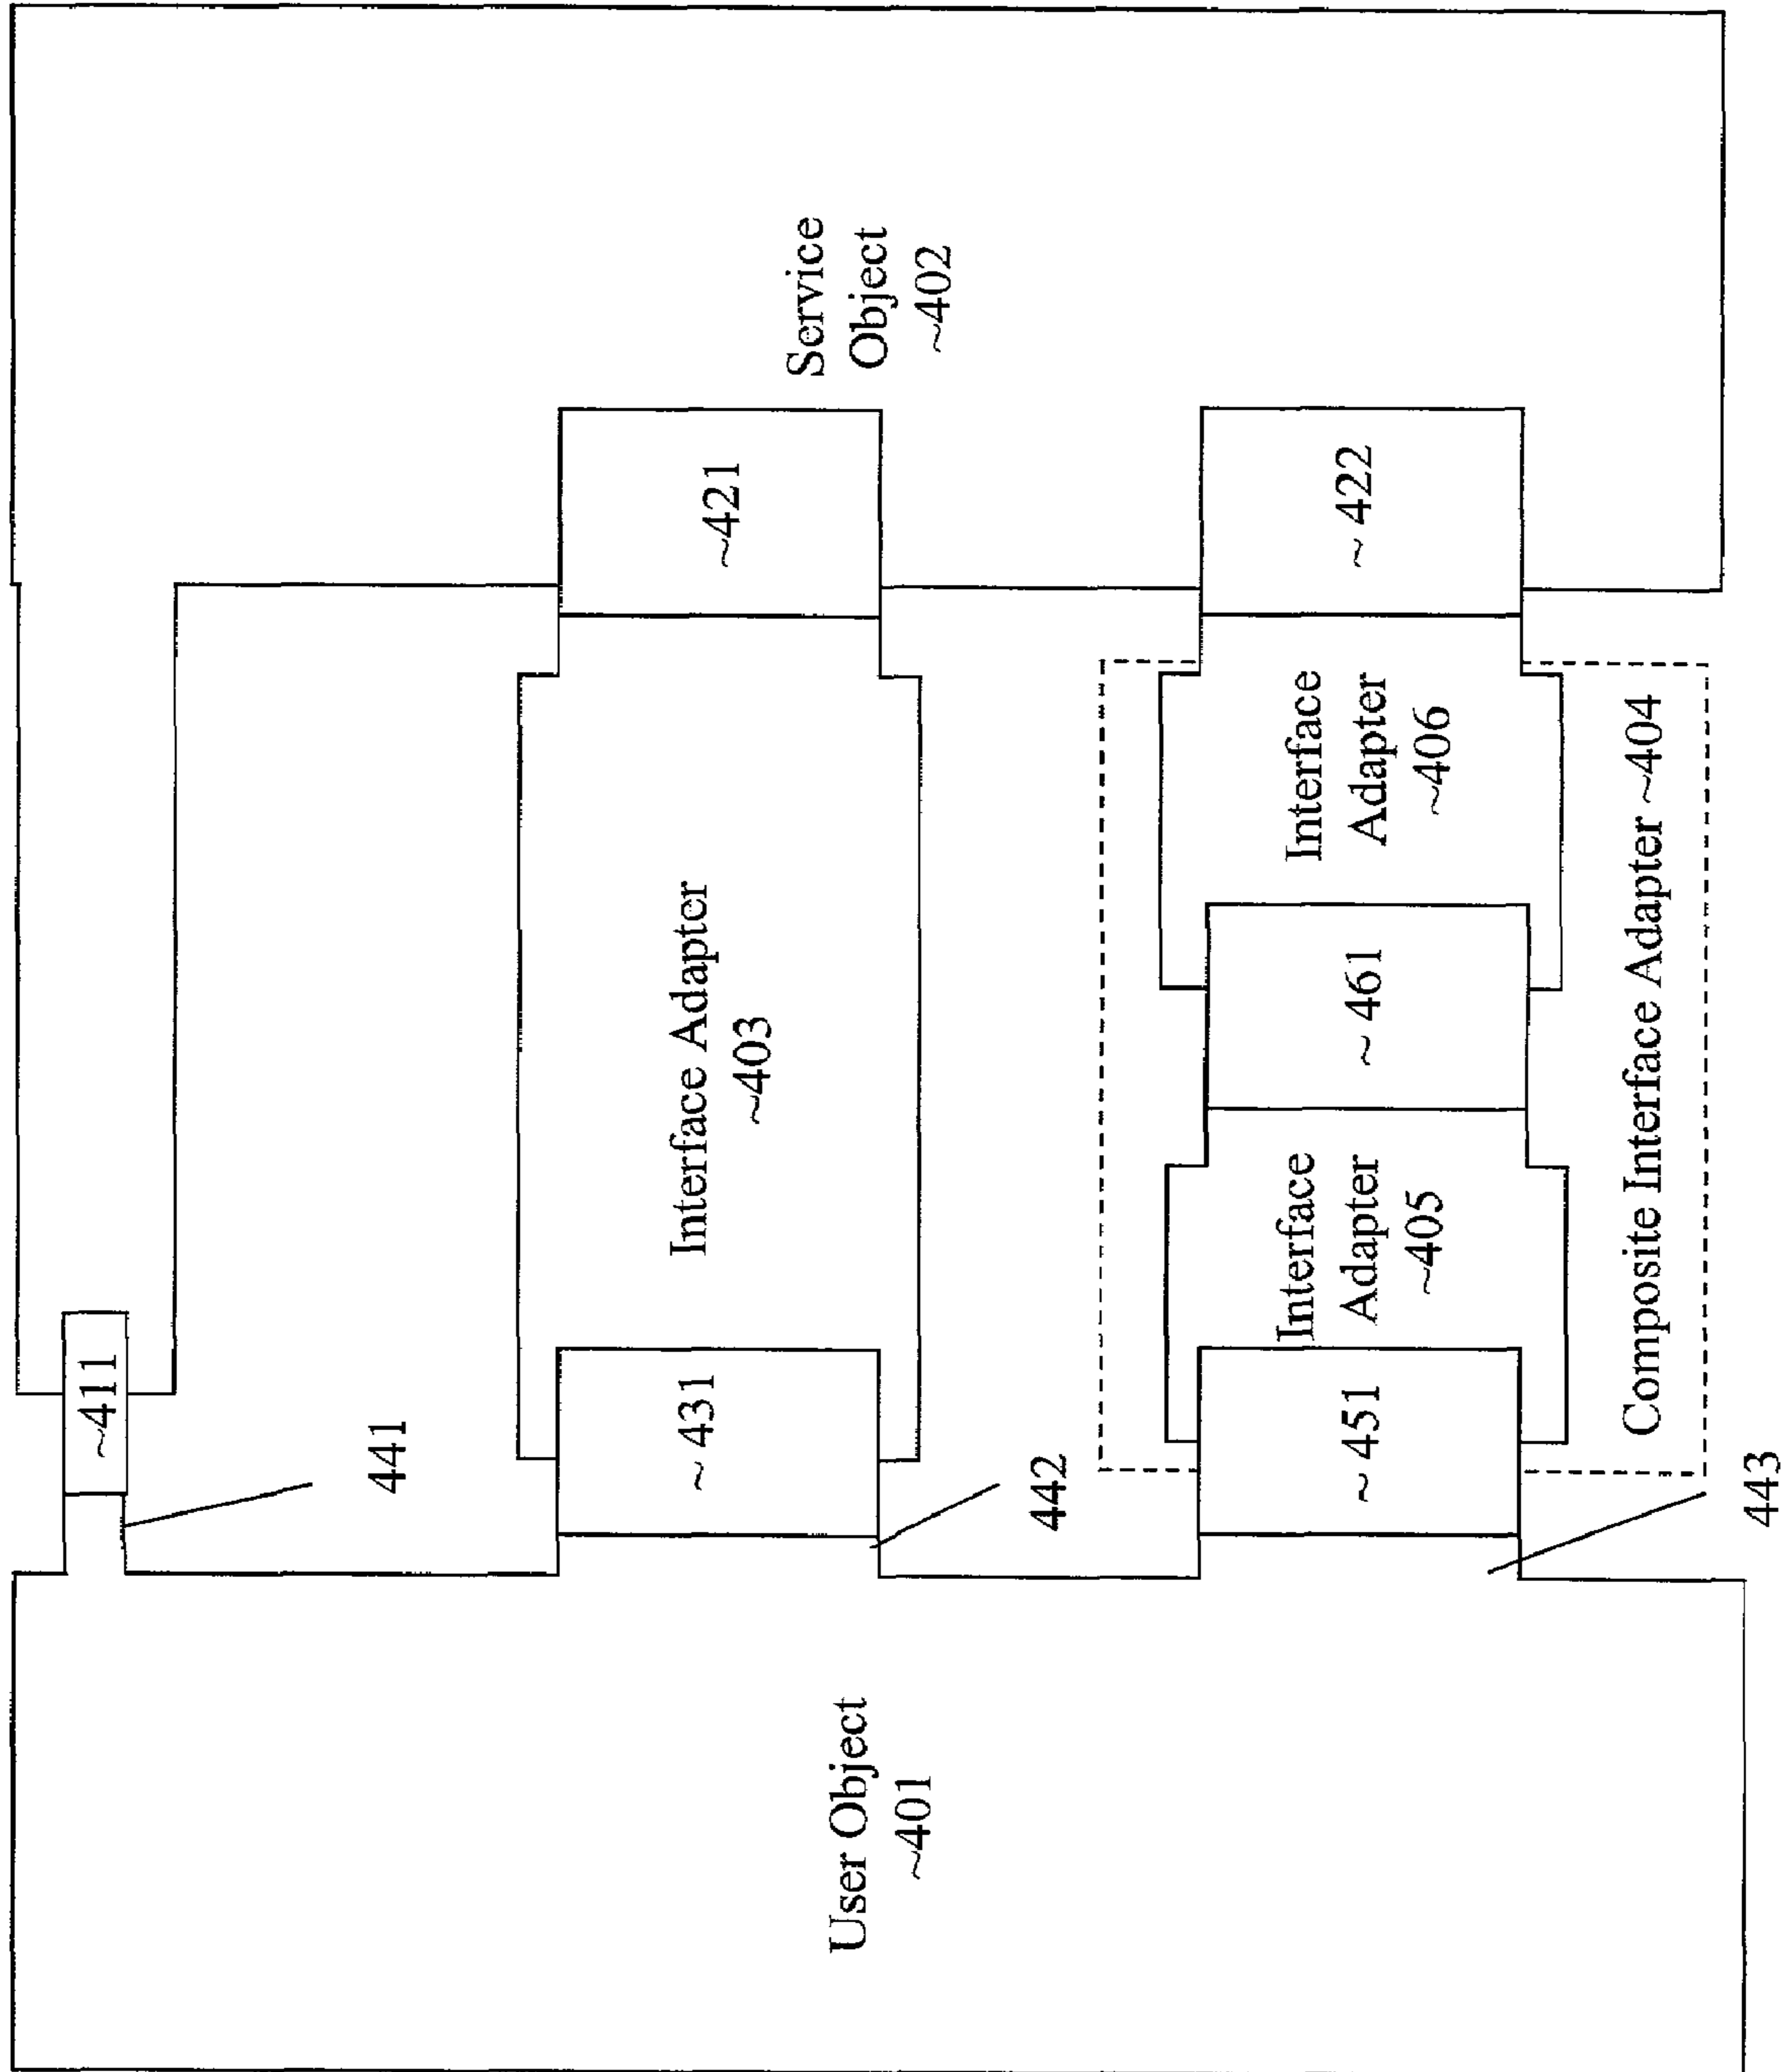 User Object
~401
Service
Object
~402
~411
441
Interface Adapter
~403
~ 431
442
~421
Interface
Adapter
~405
~ 451
443
~ 461
Interface
Adapter
~406
~ 422
Composite Interface Adapter ~404